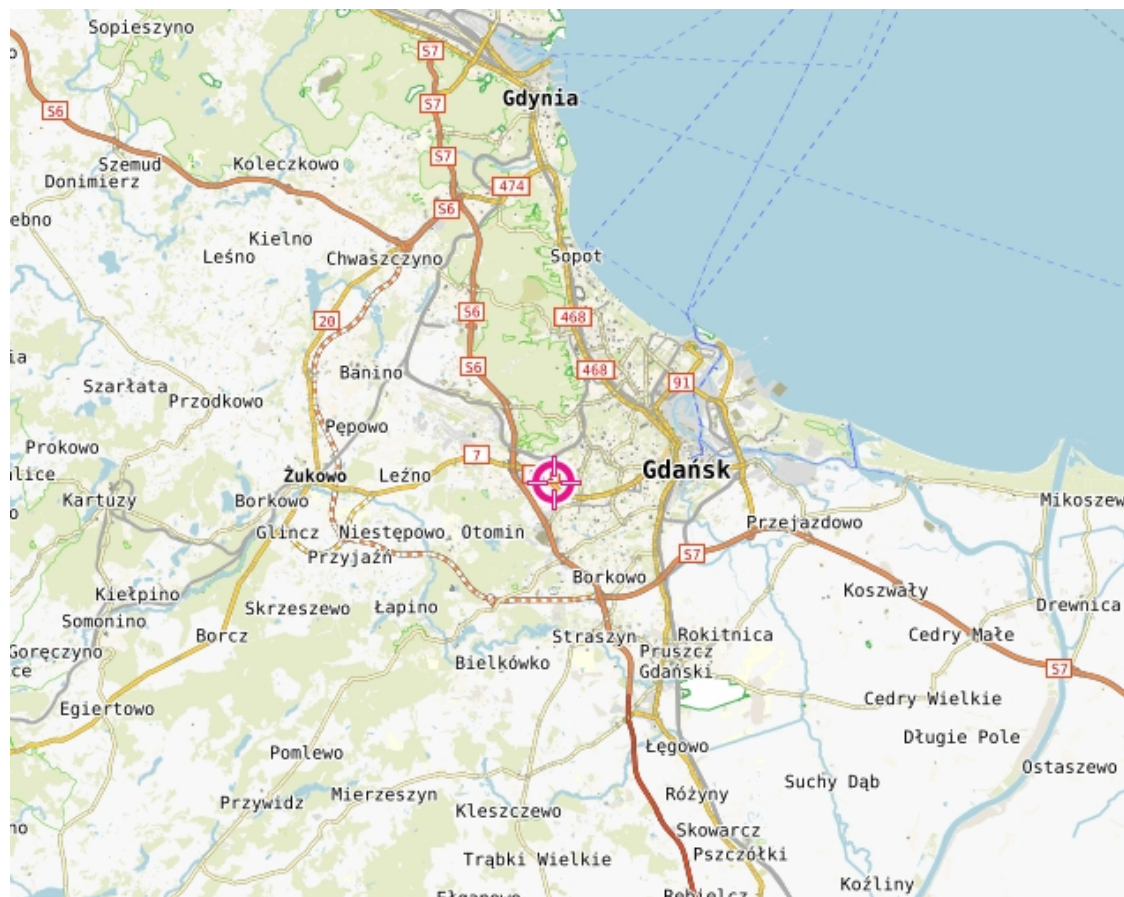 Sopieszyno
S7
S6
S7
Gdynia
S7
Szemud
Koleczkowo
Donimierz
474
S6
ebno
Kielno
Leśno
Chwaszczyno
Sopot
20
S6
468
ia
Banino
S6
468
91
Szarłata
Przodkowo
Pępowo
Prokowo
7
Gdańsk
alice
Żukowo
Leźno
Kartuzy
Borkowo
Mikoszew
Glincz
Niestępowo
Otomin
Przejazdowo
Przyjaźń
S7
Borkowo
Kiełpino
Skrzeszewo
Łapino
Koszwały
Drewnica
Somonino
Borcz
Straszyn
Rokitnica
Cedry Małe
Goręczyno
Bielkówko
Pruszcz
Gdański
S7
ce
Egiertowo
Cedry Wielkie
Pomlewo
Łęgowo
Długie Pole
Ostaszewo
Przywidz
Mierzeszyn
Kleszczewo
Różyny
Suchy Dąb
no
Skowarcz
Trąbki Wielkie
Pszczółki
Koźliny